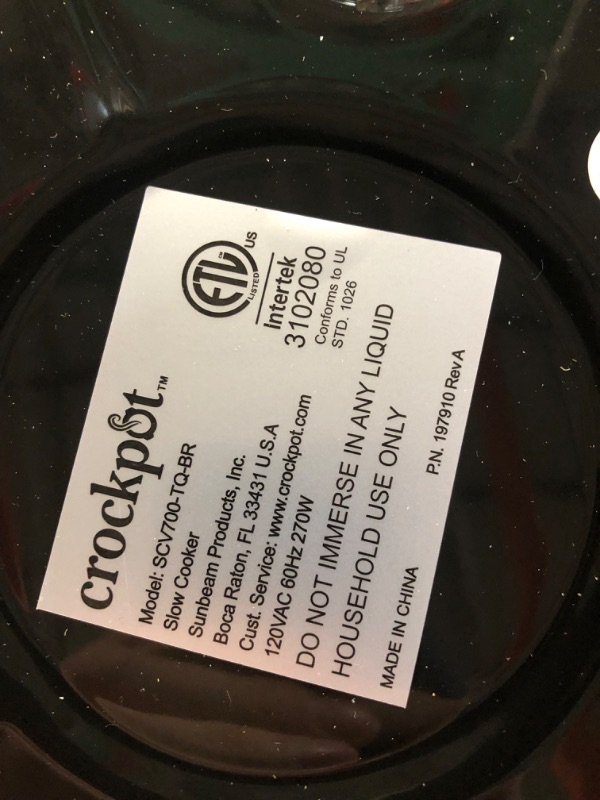 crockpot™
Model: SCV700-TQ-BR
Slow Cooker
Sunbeam Products, Inc.
Boca Raton, FL 33431 U.S.A
Cust. Service: www.crockpot.com
120VAC 60Hz 270W
DO NOT IMMERSE IN ANY LIQUID
HOUSEHOLD USE ONLY
MADE IN CHINA
P.N. 197910 RevA
ETL
CM
LISTED
US
Intertek
3102080
Conforms to UL
STD. 1026